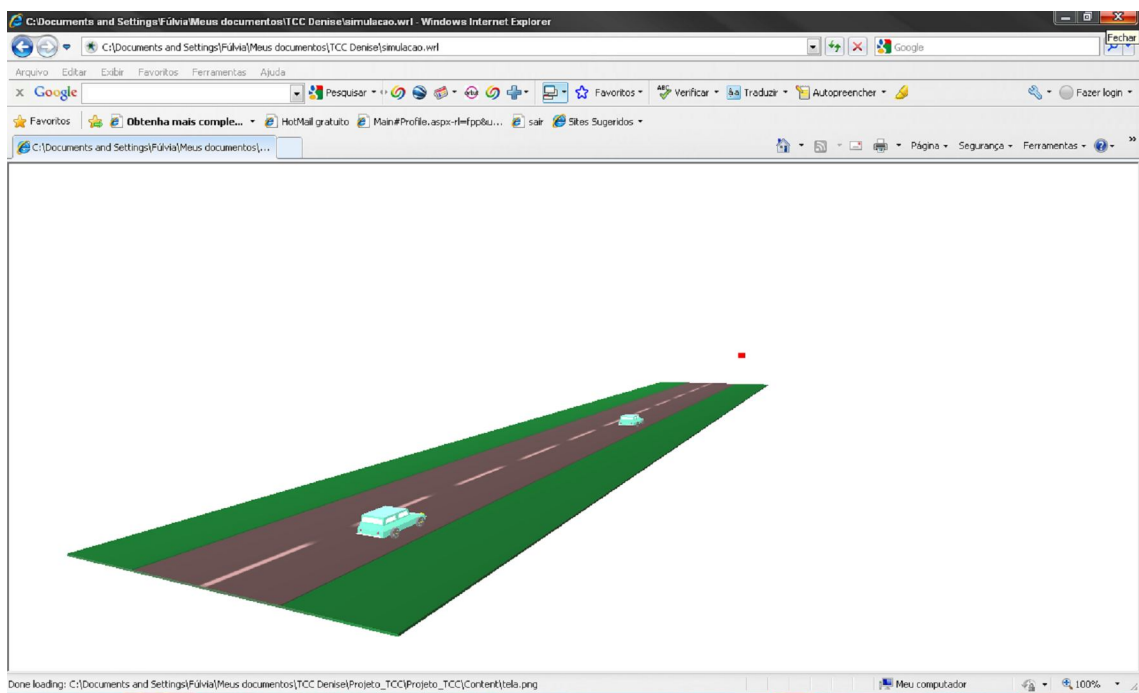 C:\Documents and Settings\Fúlvia\Meus documentos\TCC Denise\simulacao.wrl - Windows Internet Explorer
Fechar
C:\Documents and Settings\Fúlvia\Meus documentos\TCC Denise\simulacao.wrl Google
Arquivo Editar Exibir Favoritos Ferramentas Ajuda
x Google Pesquisar Favoritos Verificar Traduzir Autopreencher Fazer login
Favoritos Obtenha mais comple... HotMail gratuito Main#Profile.aspx-rl=fpp&u... sair Sites Sugeridos
C:\Documents and Settings\Fúlvia\Meus documentos\... Página Segurança Ferramentas »
Done loading: C:\Documents and Settings\Fúlvia\Meus documentos\TCC Denise\Projeto_TCC\Projeto_TCC\Content\tela.png Meu computador 100%